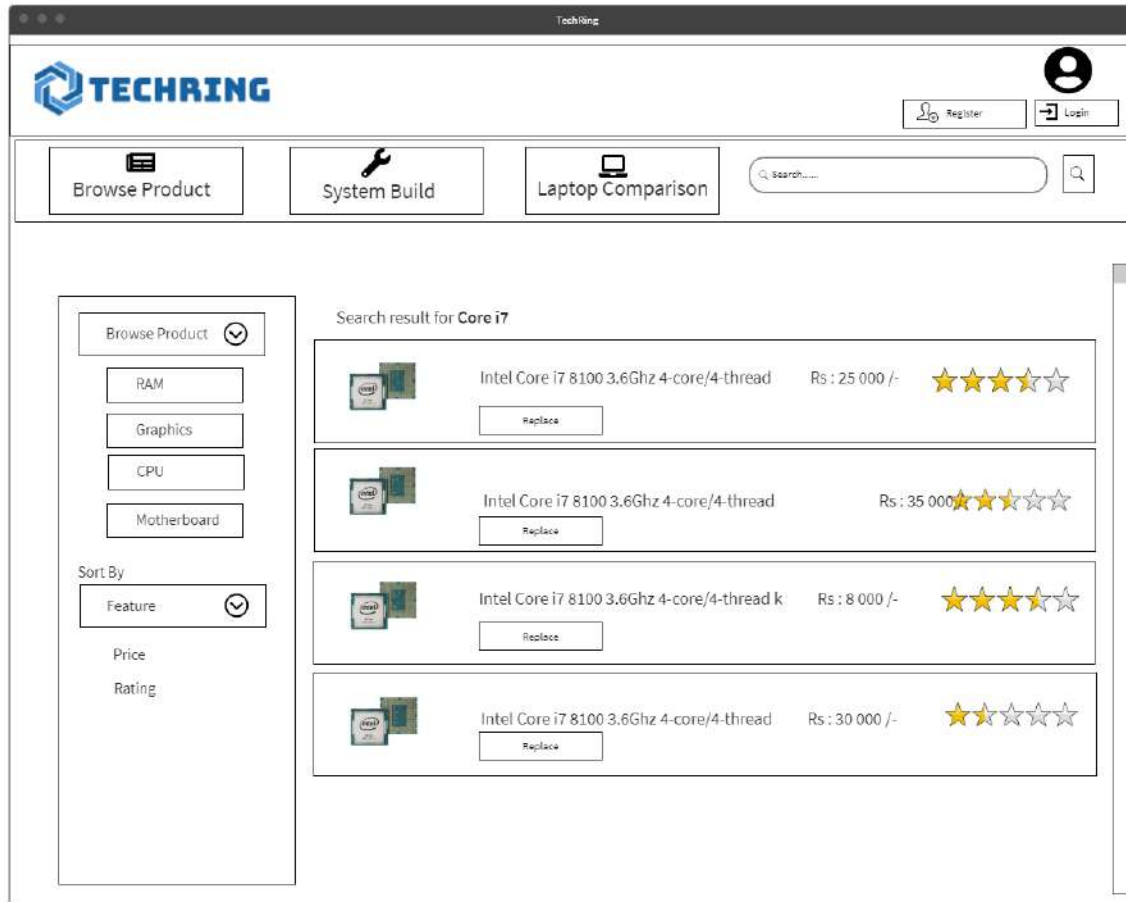 TechRing
TECHRING
Register
Login
Browse Product
System Build
Laptop Comparison
Search......
Browse Product
RAM
Graphics
CPU
Motherboard
Sort By
Feature
Price
Rating
Search result for Core i7
Intel Core i7 8100 3.6Ghz 4-core/4-thread Rs : 25 000 /-
Replace
Intel Core i7 8100 3.6Ghz 4-core/4-thread Rs : 35 000
Replace
Intel Core i7 8100 3.6Ghz 4-core/4-thread k Rs : 8 000 /-
Replace
Intel Core i7 8100 3.6Ghz 4-core/4-thread Rs : 30 000 /-
Replace